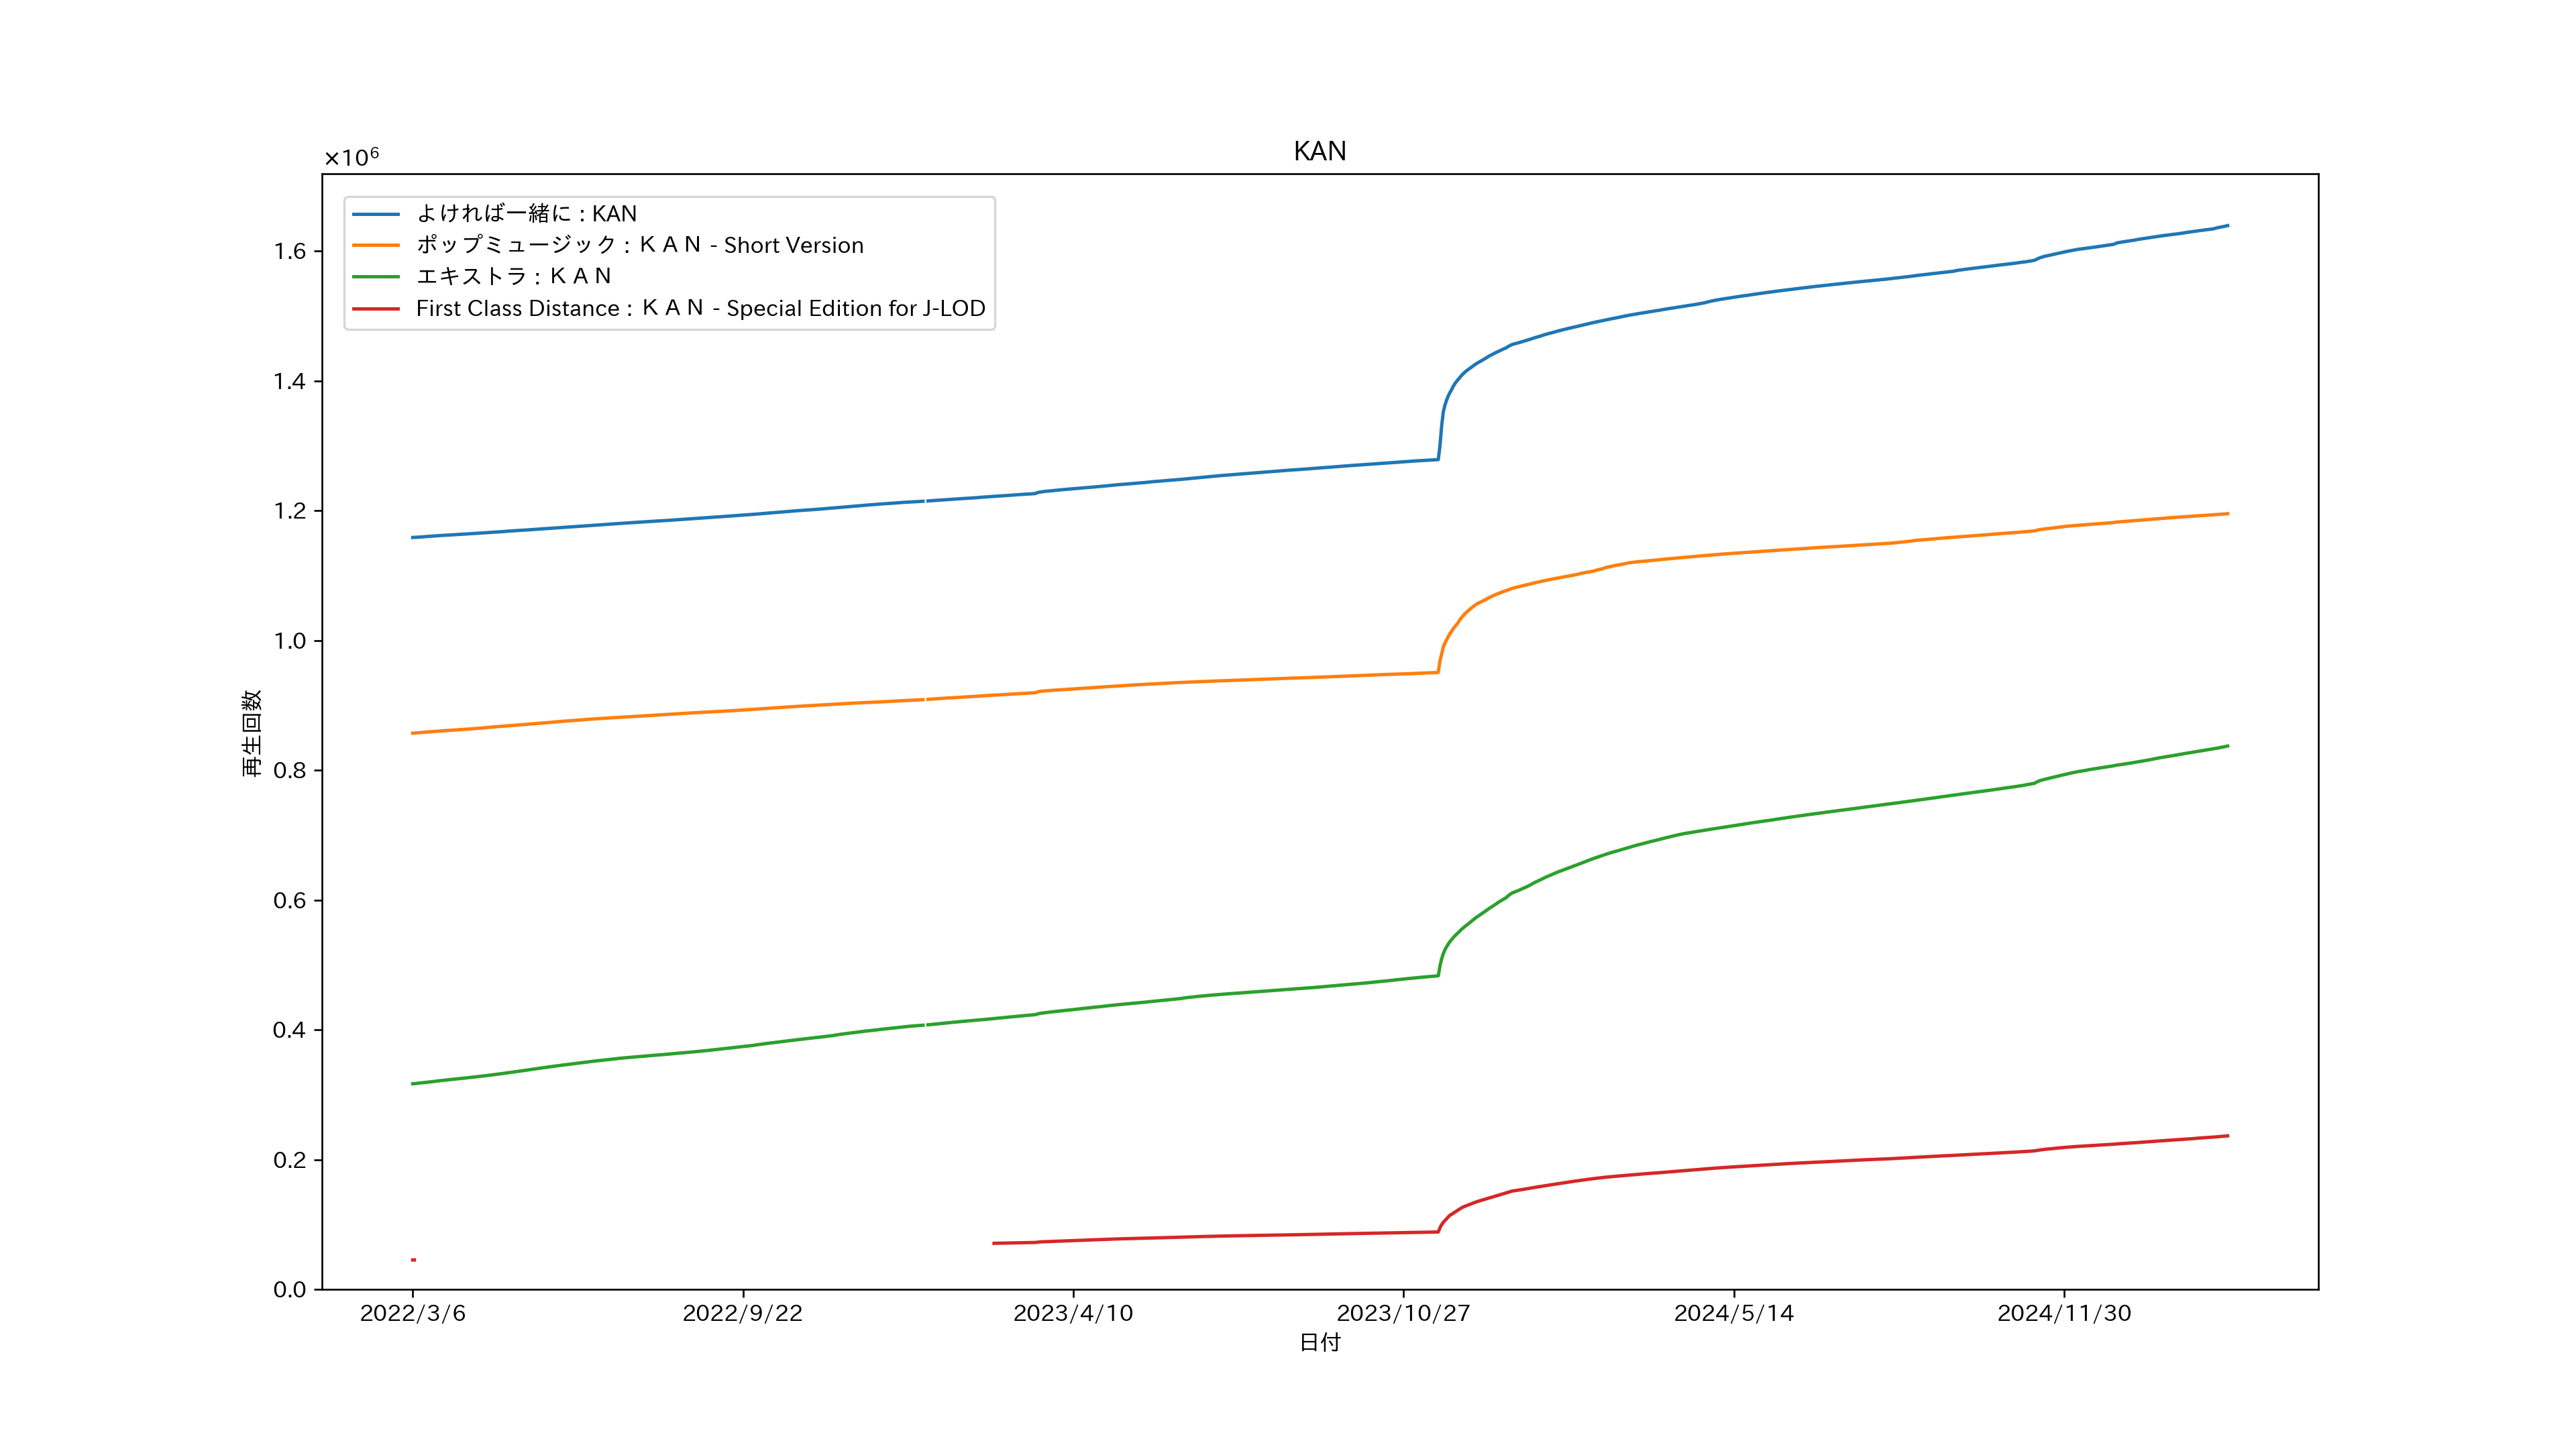 KAN
×10⁶
よければ一緒に : KAN
ポップミュージック : ＫＡＮ - Short Version
エキストラ : ＫＡＮ
First Class Distance : ＫＡＮ - Special Edition for J-LOD
1.6
1.4
1.2
1.0
0.8
0.6
0.4
0.2
0.0
再生回数
2022/3/6
2022/9/22
2023/4/10
2023/10/27
2024/5/14
2024/11/30
日付